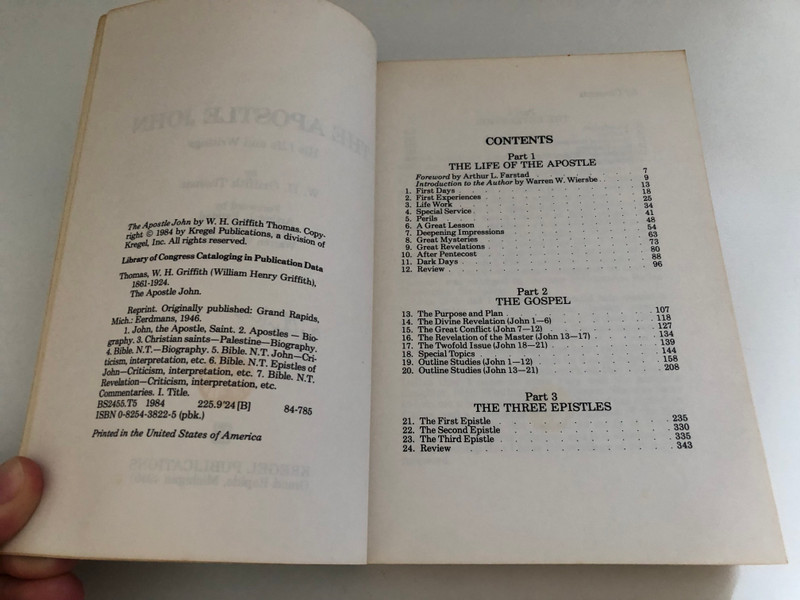 The Apostle John by W. H. Griffith Thomas. Copy-
right © 1984 by Kregel Publications, a division of
Kregel, Inc. All rights reserved.
Library of Congress Cataloging in Publication Data
Thomas, W. H. Griffith (William Henry Griffith),
1861-1924.
The Apostle John.
Reprint. Originally published: Grand Rapids,
Mich.: Eerdmans, 1946.
1. John, the Apostle, Saint. 2. Apostles — Bio-
graphy. 3. Christian saints—Palestine—Biography.
4. Bible. N.T.—Biography. 5. Bible. N.T. John—Cri-
ticism, interpretation, etc. 6. Bible. N.T. Epistles of
John—Criticism, interpretation, etc. 7. Bible. N.T.
Revelation—Criticism, interpretation, etc.
Commentaries. I. Title.
BS2455.T5 1984 225.9'24 [B] 84-785
ISBN 0-8254-3822-5 (pbk.)
Printed in the United States of America
CONTENTS
Part 1
THE LIFE OF THE APOSTLE
Foreword by Arthur L. Farstad 7
Introduction to the Author by Warren W. Wiersbe 9
1. First Days 13
2. First Experiences 18
3. Life Work 25
4. Special Service 34
5. Perils 41
6. A Great Lesson 48
7. Deepening Impressions 54
8. Great Mysteries 63
9. Great Revelations 73
10. After Pentecost 80
11. Dark Days 88
12. Review 96
Part 2
THE GOSPEL
13. The Purpose and Plan 107
14. The Divine Revelation (John 1—6) 118
15. The Great Conflict (John 7—12) 127
16. The Revelation of the Master (John 13—17) 134
17. The Twofold Issue (John 18—21) 139
18. Special Topics 144
19. Outline Studies (John 1—12) 158
20. Outline Studies (John 13—21) 208
Part 3
THE THREE EPISTLES
21. The First Epistle 235
22. The Second Epistle 330
23. The Third Epistle 335
24. Review 343